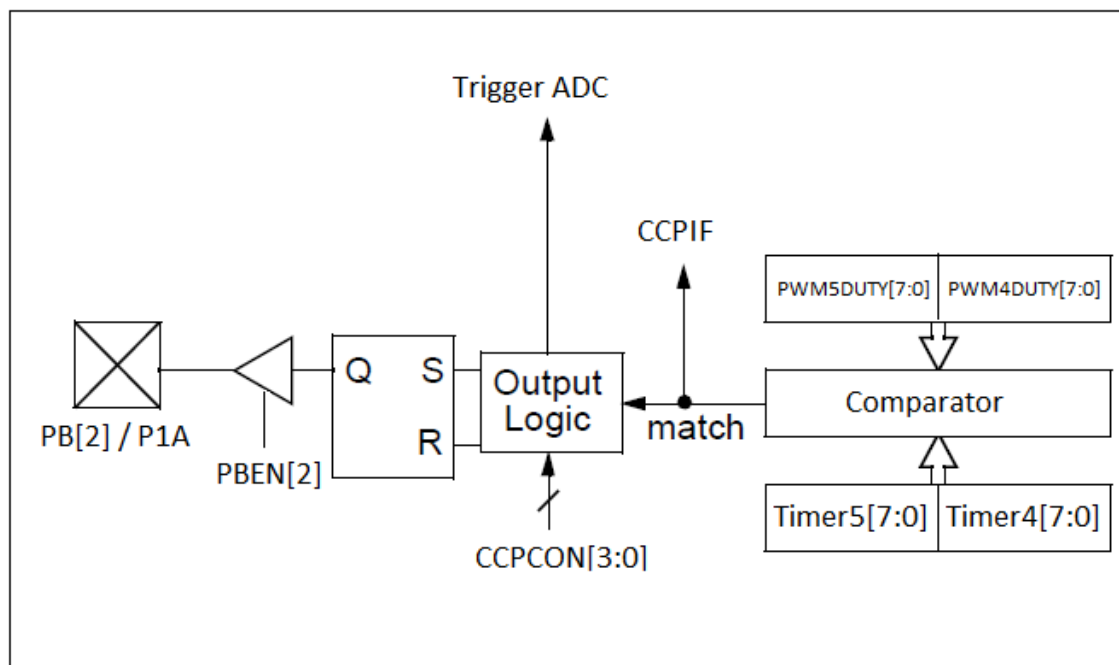 Trigger ADC
CCPIF
PWM5DUTY[7:0] PWM4DUTY[7:0]
Q S Output
Logic
R
Comparator
match
PB[2] / P1A
PBEN[2]
Timer5[7:0] Timer4[7:0]
CCPCON[3:0]